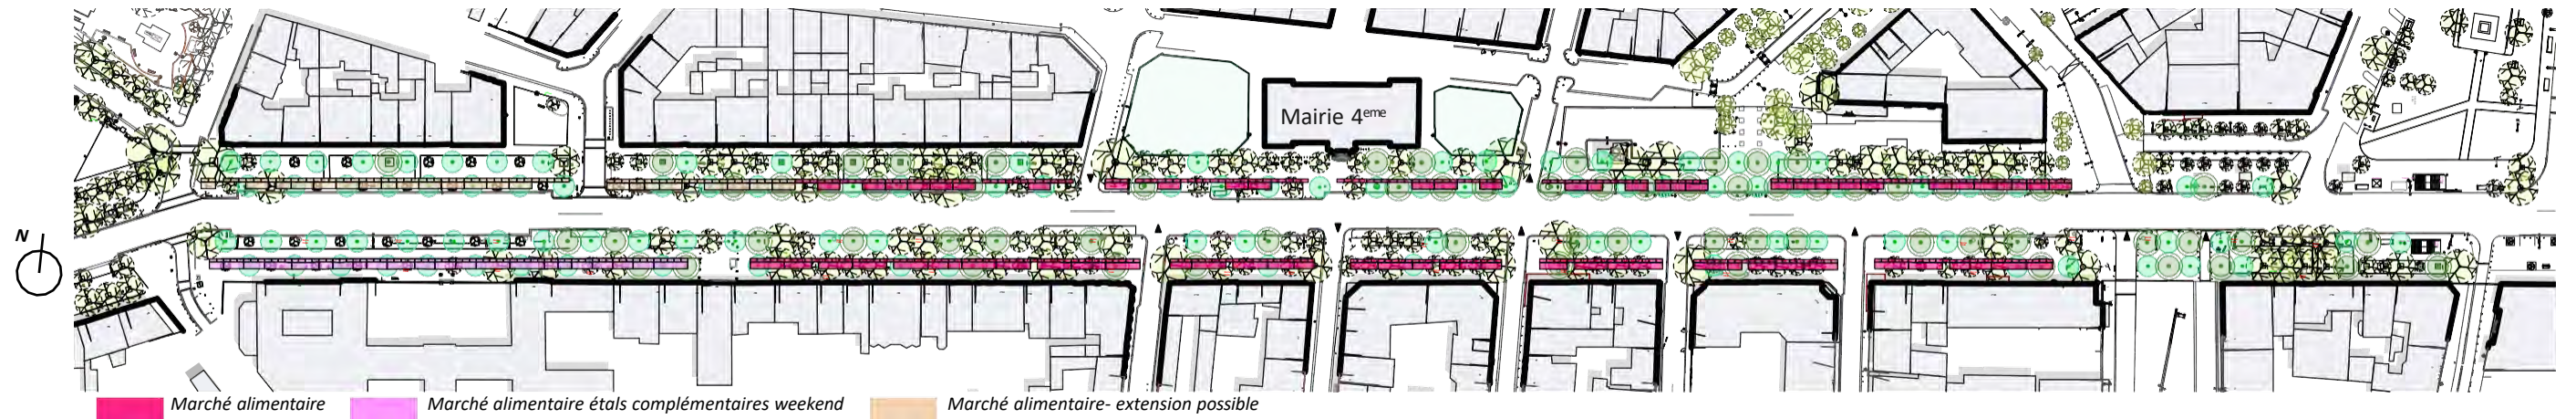 Mairie 4eme
N
Marché alimentaire
Marché alimentaire étals complémentaires weekend
Marché alimentaire- extension possible